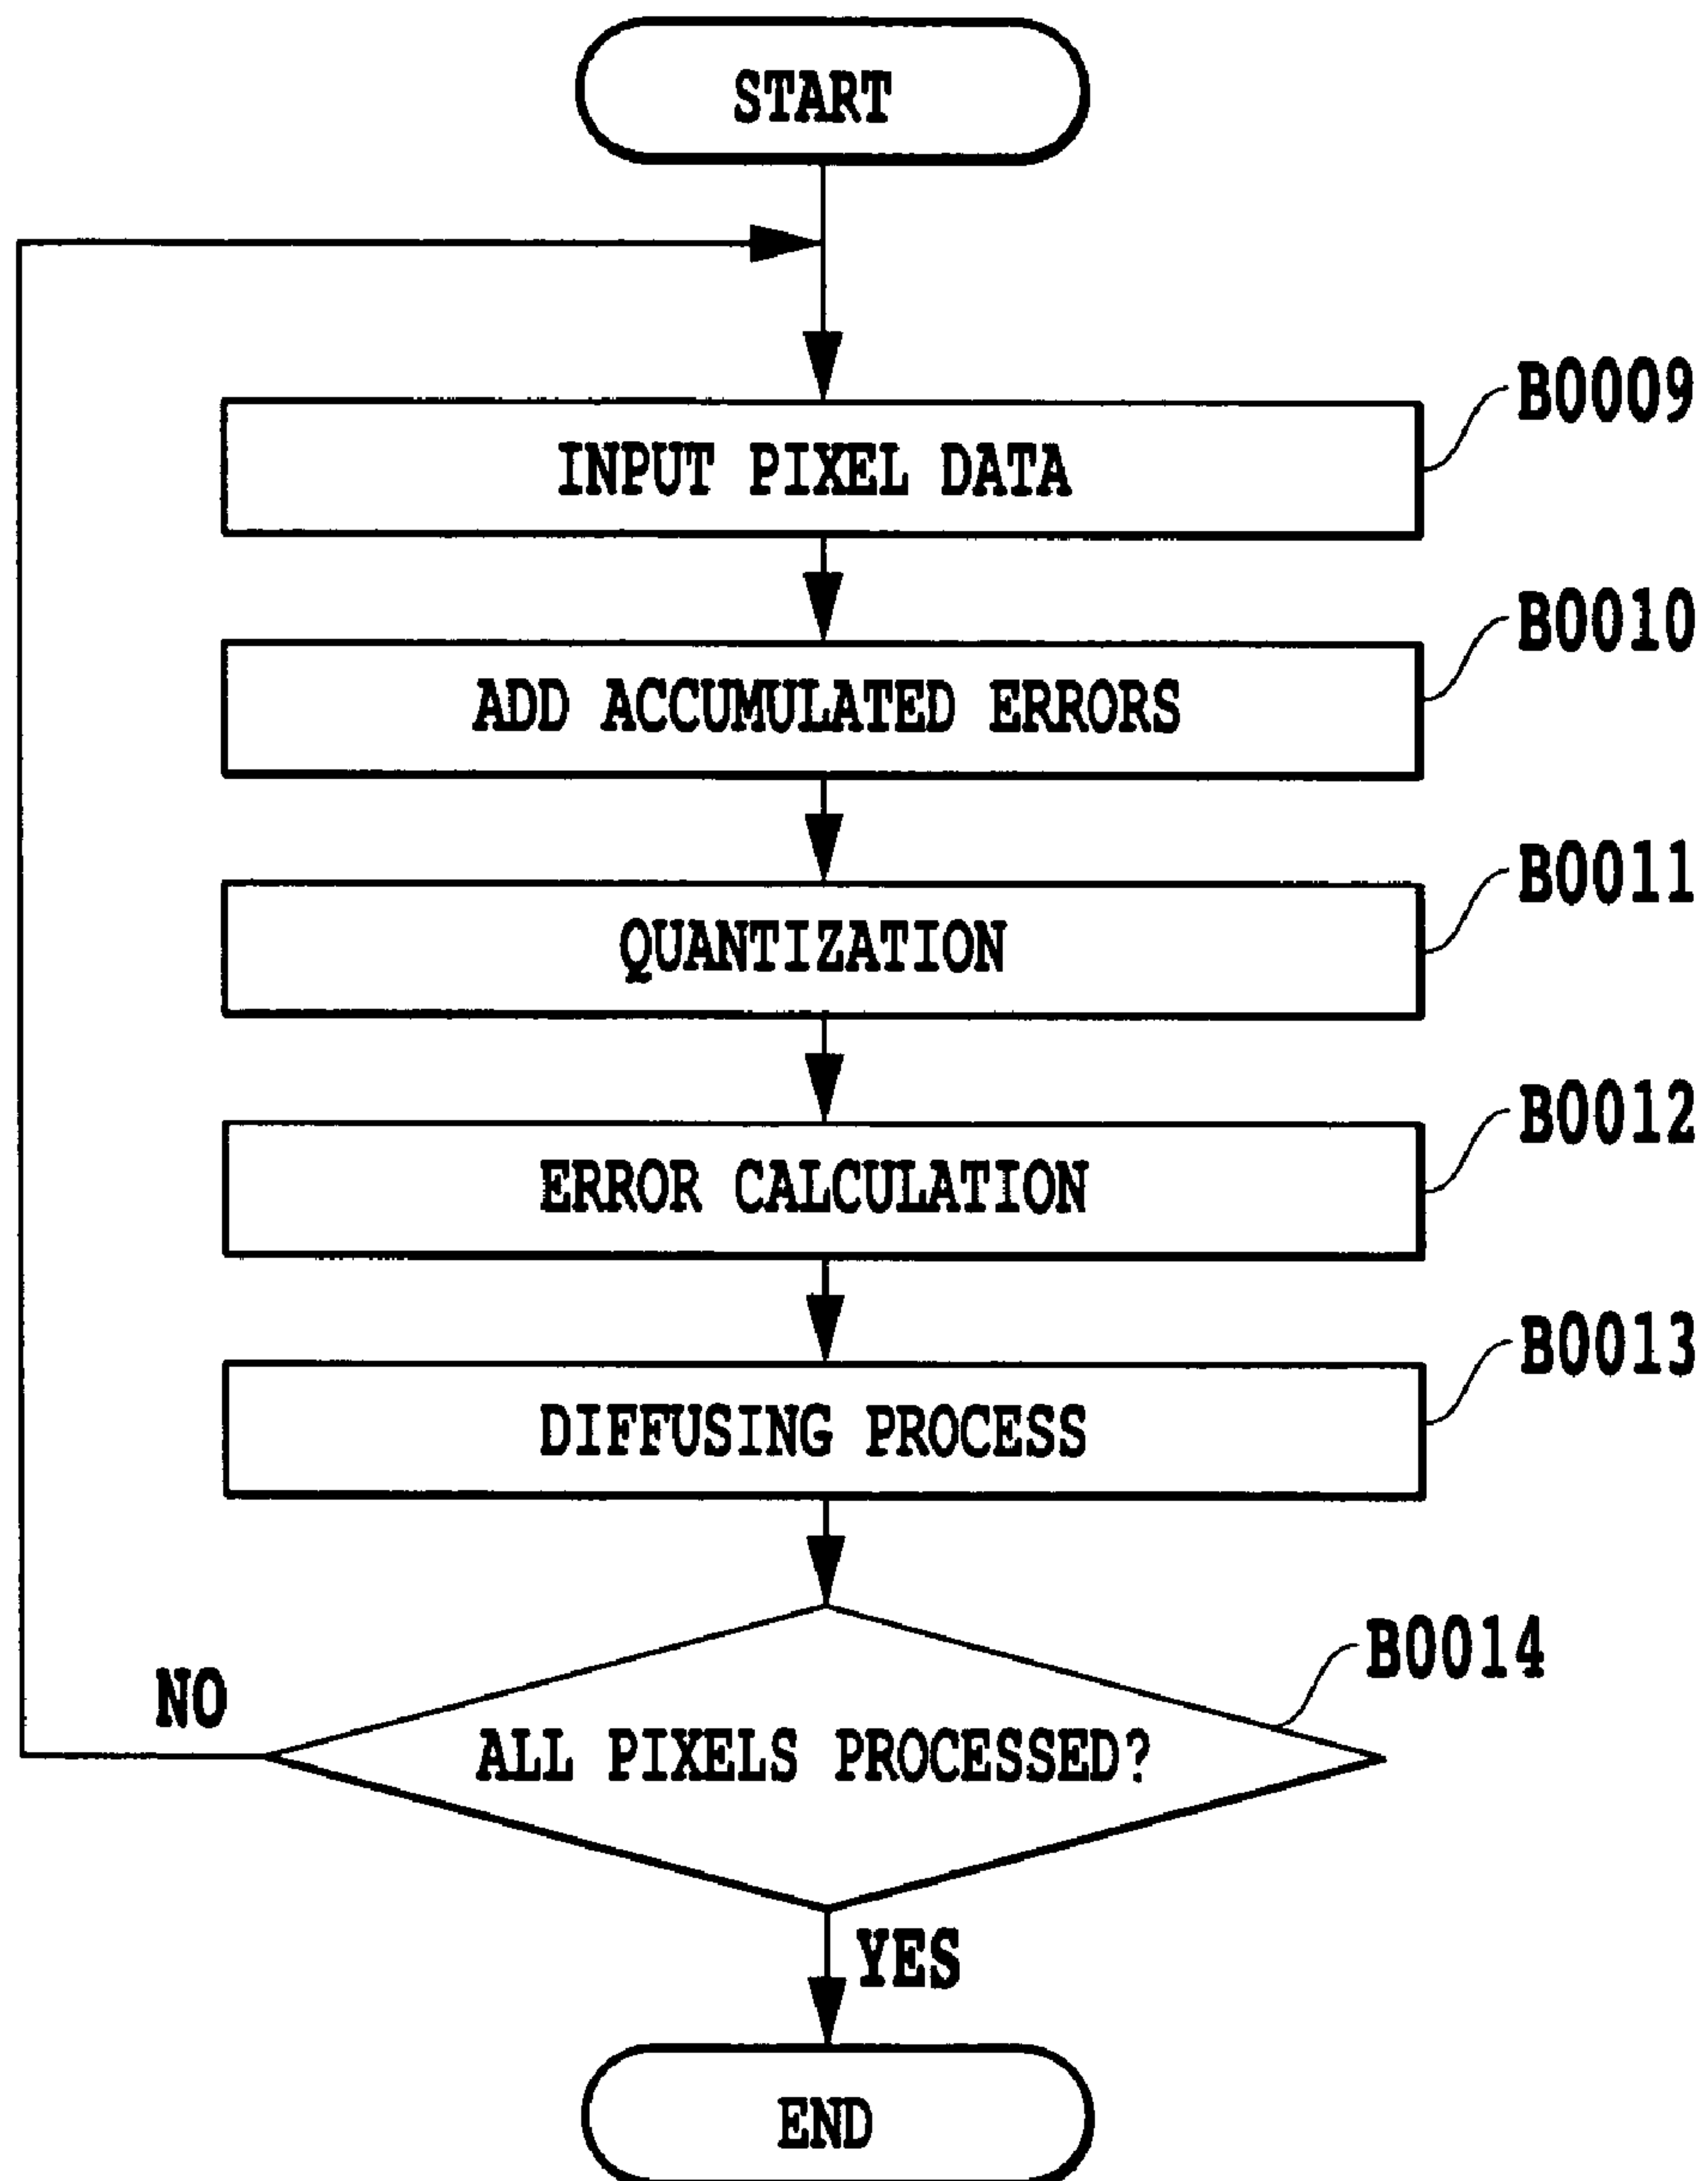 START
B0009
INPUT PIXEL DATA
B0010
ADD ACCUMULATED ERRORS
B0011
QUANTIZATION
B0012
ERROR CALCULATION
B0013
DIFFUSING PROCESS
B0014
NO
ALL PIXELS PROCESSED?
YES
END